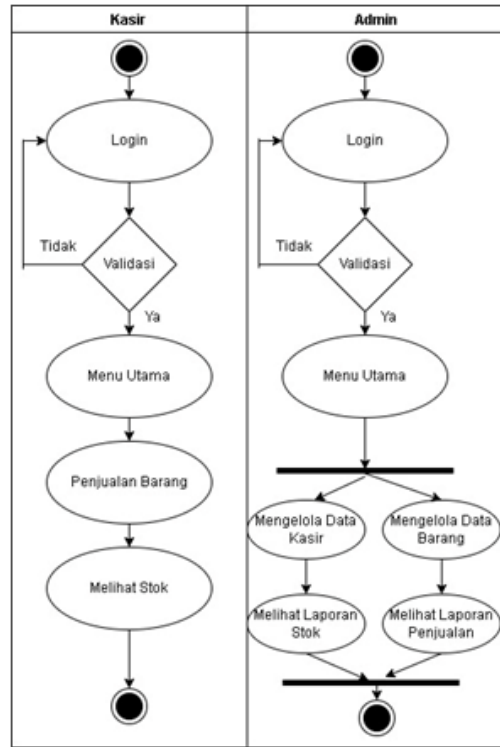 Kasir
Admin
Login
Login
Tidak
Validasi
Tidak
Validasi
Ya
Ya
Menu Utama
Menu Utama
Penjualan Barang
Mengelola Data
Kasir
Mengelola Data
Barang
Melihat Stok
Melihat Laporan
Stok
Melihat Laporan
Penjualan